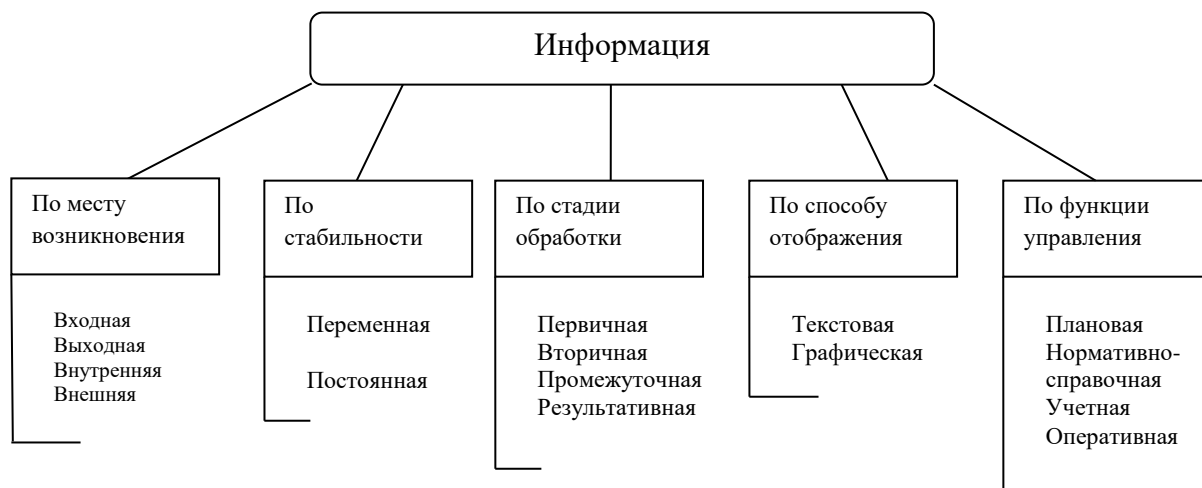 Информация
По месту
возникновения
Входная
Выходная
Внутренняя
Внешняя
По
стабильности
Переменная
Постоянная
По стадии
обработки
Первичная
Вторичная
Промежуточная
Результативная
По способу
отображения
Текстовая
Графическая
По функции
управления
Плановая
Нормативно-
справочная
Учетная
Оперативная